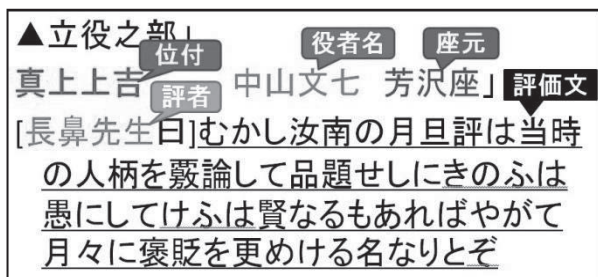 ▲立役之部」
位付
役者名
座元
真上上吉 中山文七 芳沢座」
評価文
評者
[長鼻先生曰]むかし汝南の月旦評は当時
の人柄を覈論して品題せしにきのふは
愚にしてけふは賢なるもあればやがて
月々に褒貶を更めける名なりとぞ